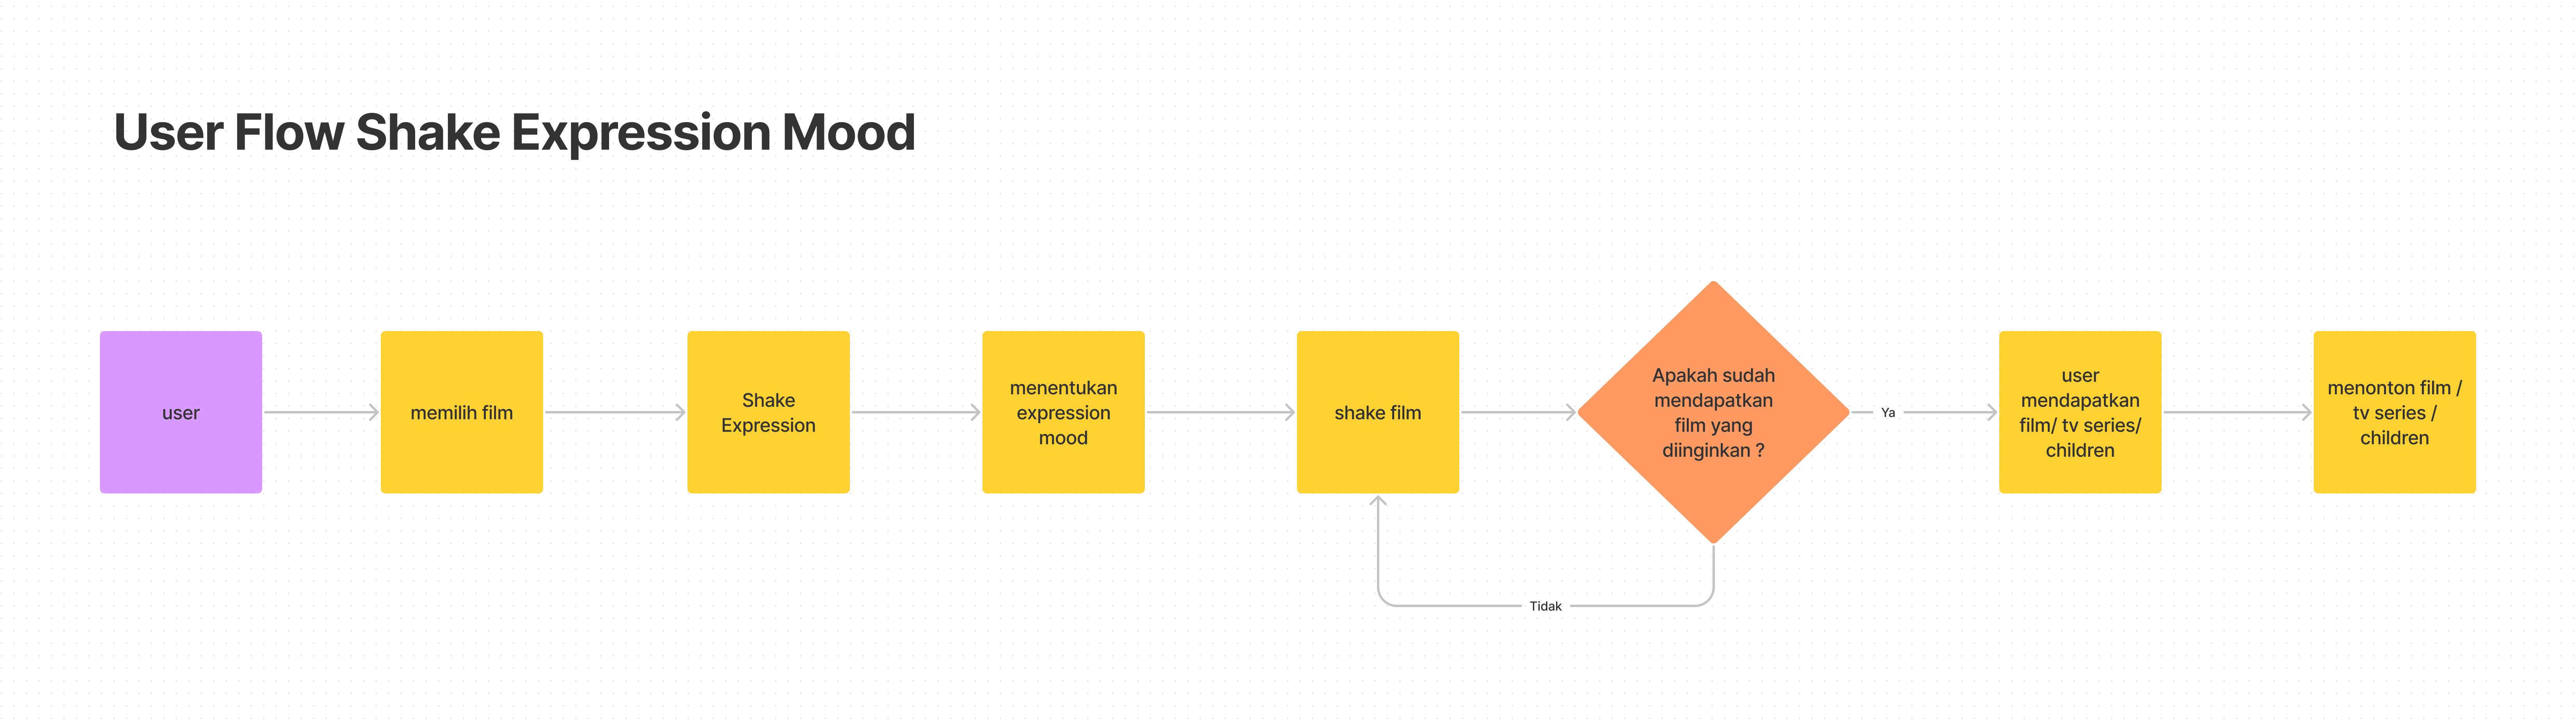 User Flow Shake Expression Mood
user
memilih film
Shake
Expression
menentukan
expression
mood
shake film
Apakah sudah
mendapatkan
film yang
diinginkan ?
Ya
Tidak
user
mendapatkan
film/ tv series/
children
menonton film /
tv series /
children